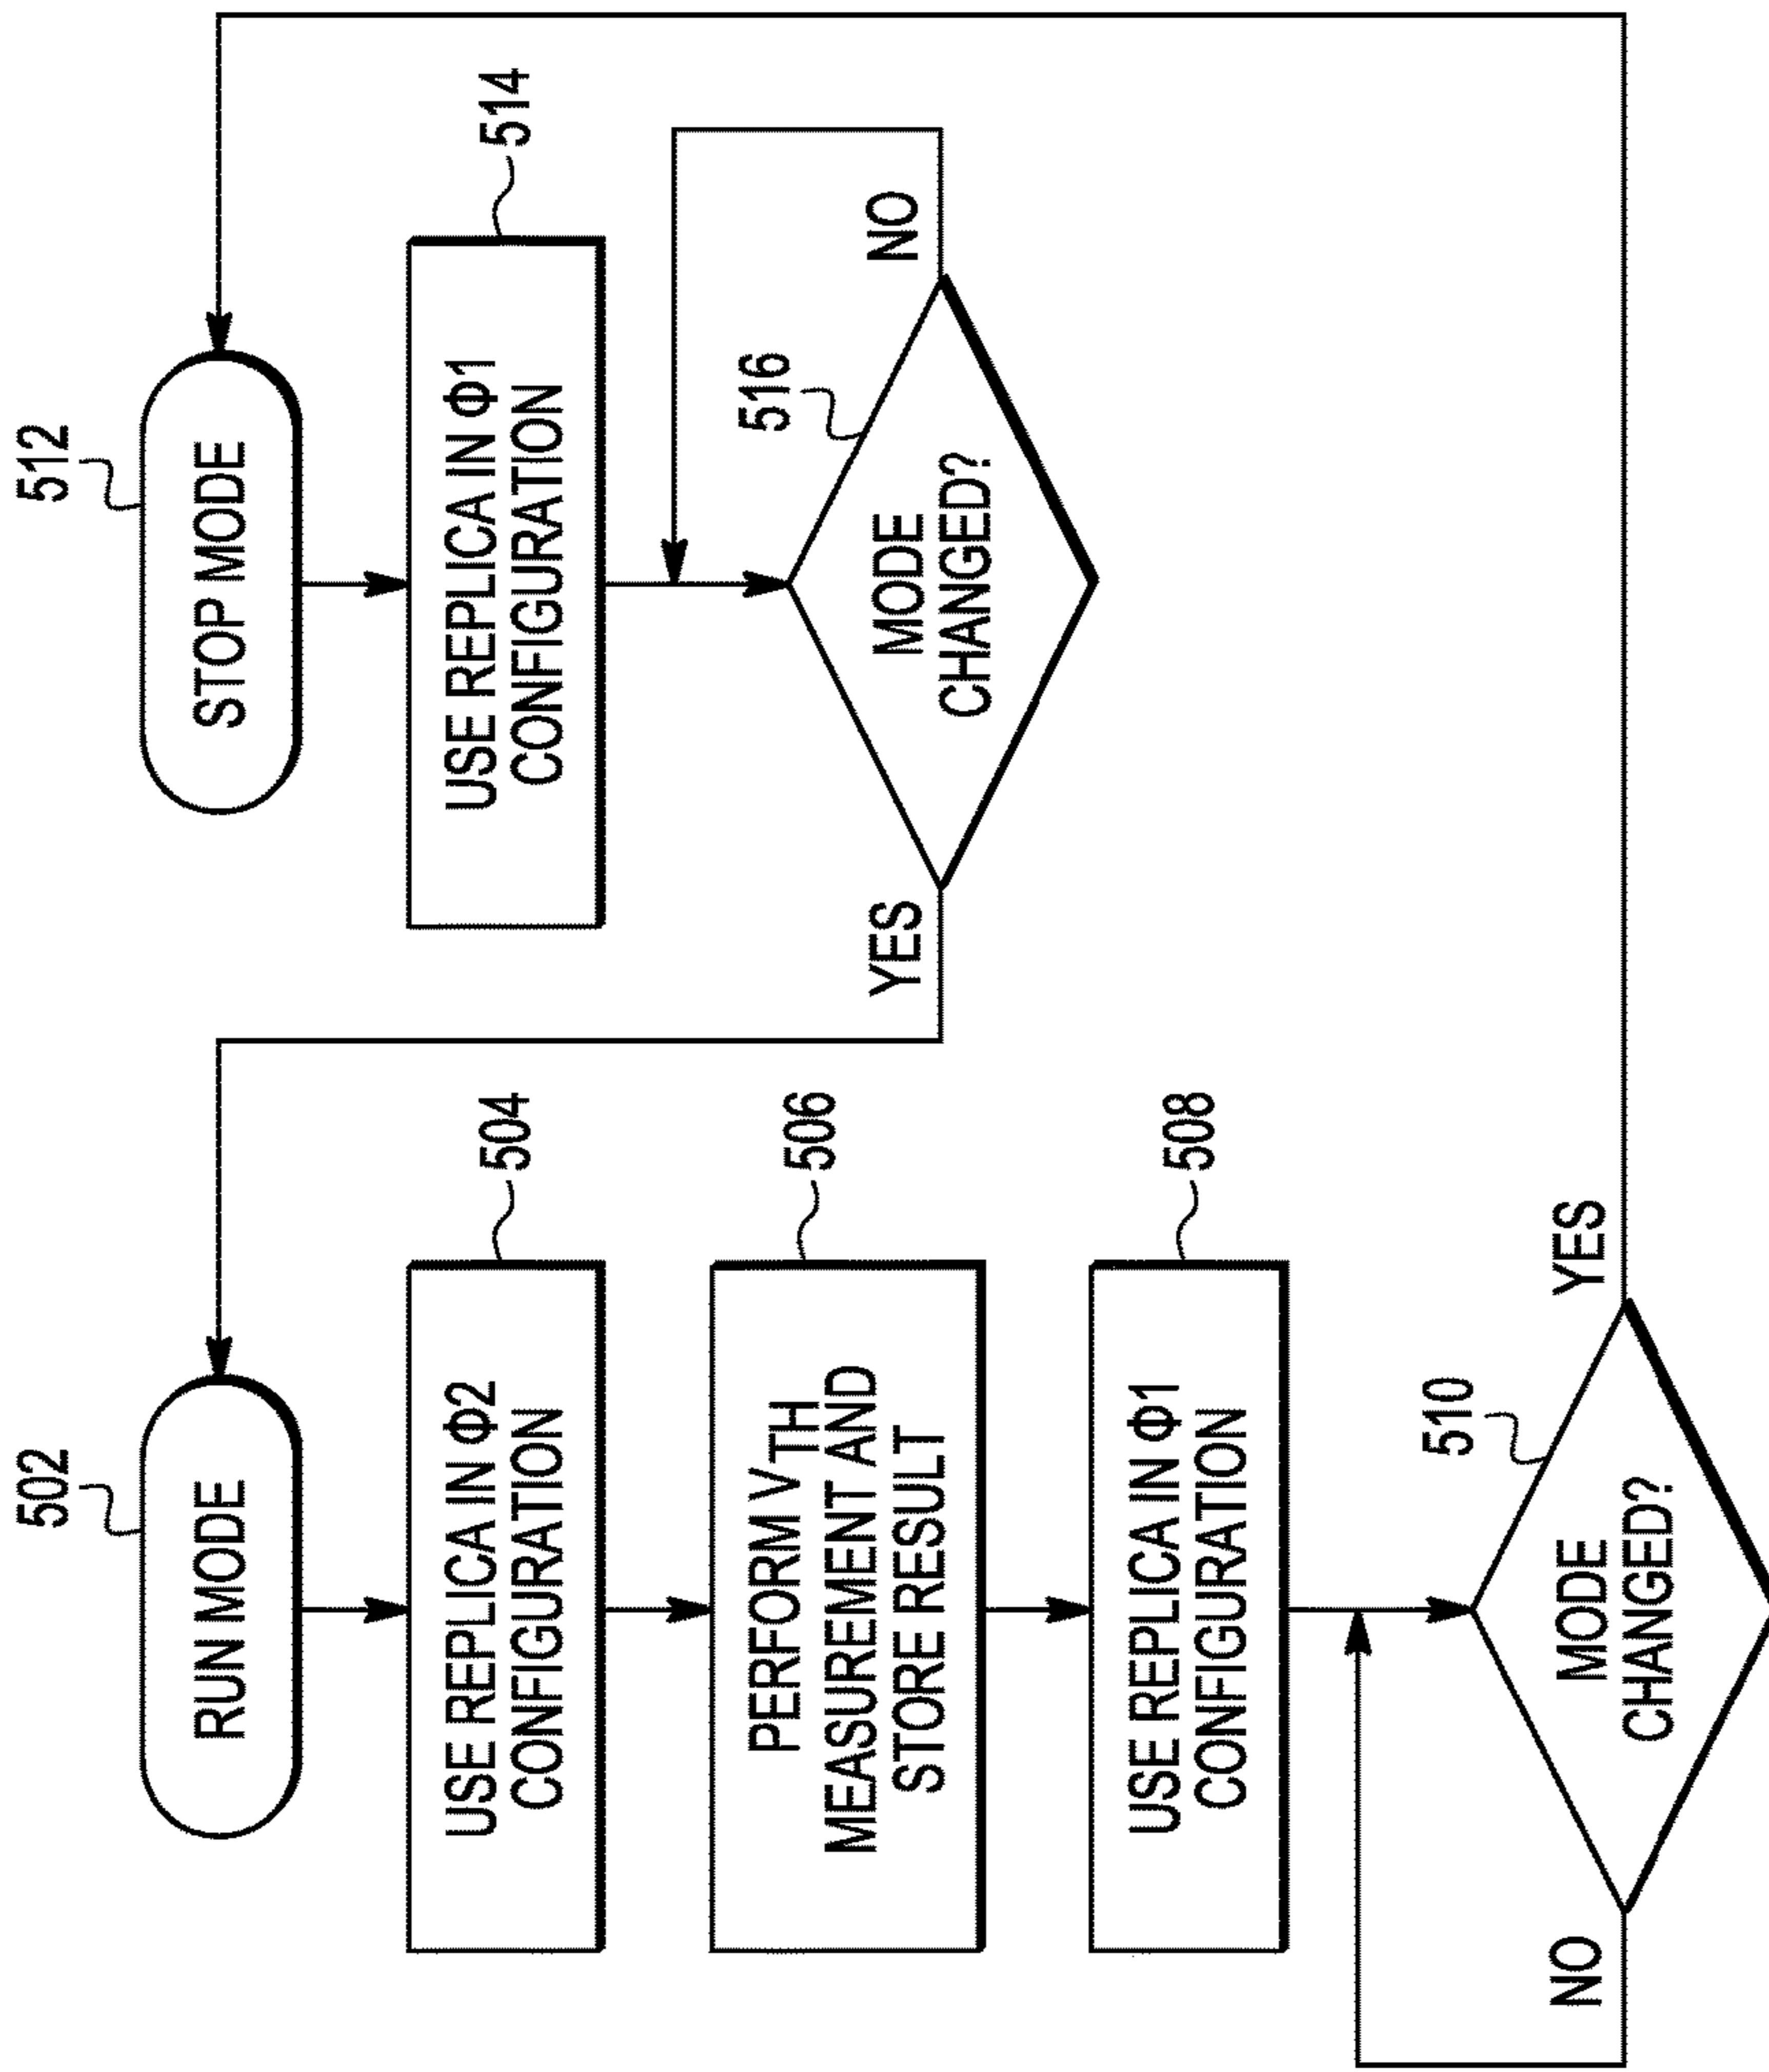 502
RUN MODE
USE REPLICA IN Φ2
CONFIGURATION
504
PERFORM VTH
MEASUREMENT AND
STORE RESULT
506
USE REPLICA IN Φ1
CONFIGURATION
508
510
MODE
CHANGED?
NO
YES
512
STOP MODE
USE REPLICA IN Φ1
CONFIGURATION
514
516
MODE
CHANGED?
YES
NO